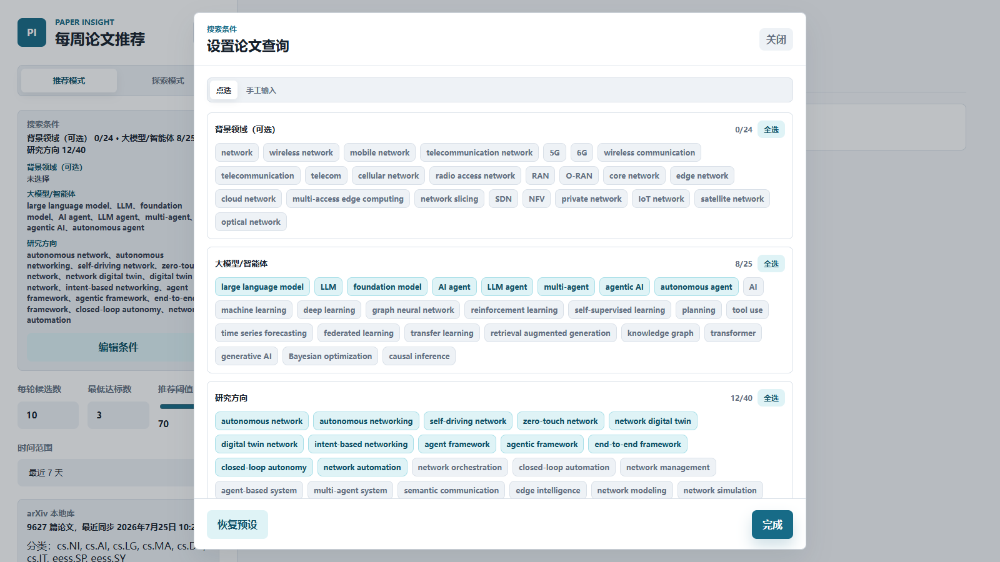 PI
PAPER INSIGHT
每周论文推荐
推荐模式
探索模式
搜索条件
背景领域（可选） 0/24 • 大模型/智能体 8/25
研究方向 12/40
背景领域（可选）
未选择
大模型/智能体
large language model、LLM、foundation
model、AI agent、LLM agent、multi-agent、
agentic AI、autonomous agent
研究方向
autonomous network、autonomous
networking、self-driving network、zero-tou
network、network digital twin、digital twin
network、intent-based networking、agent
framework、agentic framework、end-to-end
framework、closed-loop autonomy、networ
automation
编辑条件
每轮候选数
最低达标数
推荐阈值
10
3
70
时间范围
最近 7 天
arXiv 本地库
9627 篇论文，最近同步 2026年7月25日 10:2
分类：cs.NI, cs.AI, cs.LG, cs.MA, cs.D
cs.IT, eess.SP, eess.SY
搜索条件
设置论文查询
关闭
点选
手工输入
背景领域（可选）
0/24
全选
network
wireless network
mobile network
telecommunication network
5G
6G
wireless communication
telecommunication
telecom
cellular network
radio access network
RAN
O-RAN
core network
edge network
cloud network
multi-access edge computing
network slicing
SDN
NFV
private network
IoT network
satellite network
optical network
大模型/智能体
8/25
全选
large language model
LLM
foundation model
AI agent
LLM agent
multi-agent
agentic AI
autonomous agent
AI
machine learning
deep learning
graph neural network
reinforcement learning
self-supervised learning
planning
tool use
time series forecasting
federated learning
transfer learning
retrieval augmented generation
knowledge graph
transformer
generative AI
Bayesian optimization
causal inference
研究方向
12/40
全选
autonomous network
autonomous networking
self-driving network
zero-touch network
network digital twin
digital twin network
intent-based networking
agent framework
agentic framework
end-to-end framework
closed-loop autonomy
network automation
network orchestration
closed-loop automation
network management
agent-based system
multi-agent system
semantic communication
edge intelligence
network modeling
network simulation
恢复预设
完成